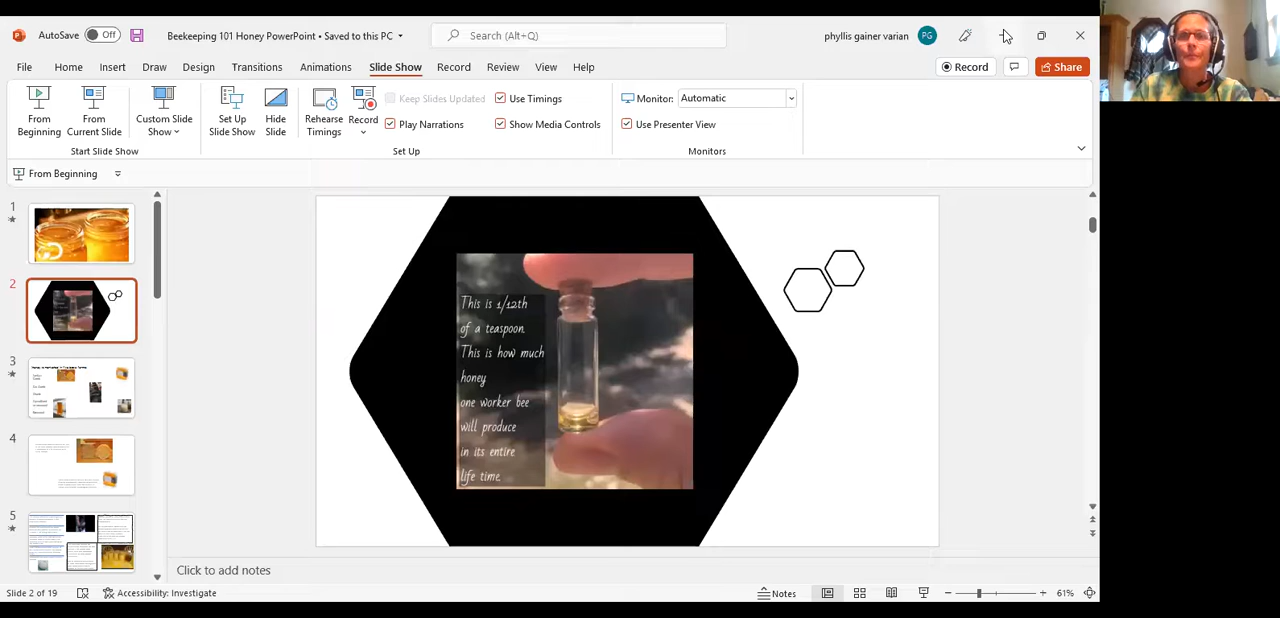 AutoSave Off Beekeeping 101 Honey PowerPoint • Saved to this PC Search (Alt+Q) phyllis gainer varian PG
File Home Insert Draw Design Transitions Animations Slide Show View Help Record Share
From Beginning
From Current Slide
Custom Slide Show
Set Up Slide Show
Hide Slide
Rehearse Timings
Record
Keep Slides Updated
Play Narrations
Use Timings
Show Media Controls
Monitor: Automatic
Use Presenter View
Start Slide Show Set Up Monitors
From Beginning
1
2
3
4
5
This is 1/12th
of a teaspoon.
This is how much
honey
one worker bee
will produce
in its entire
life time.
Click to add notes
Slide 2 of 19 Accessibility: Investigate Notes 61%